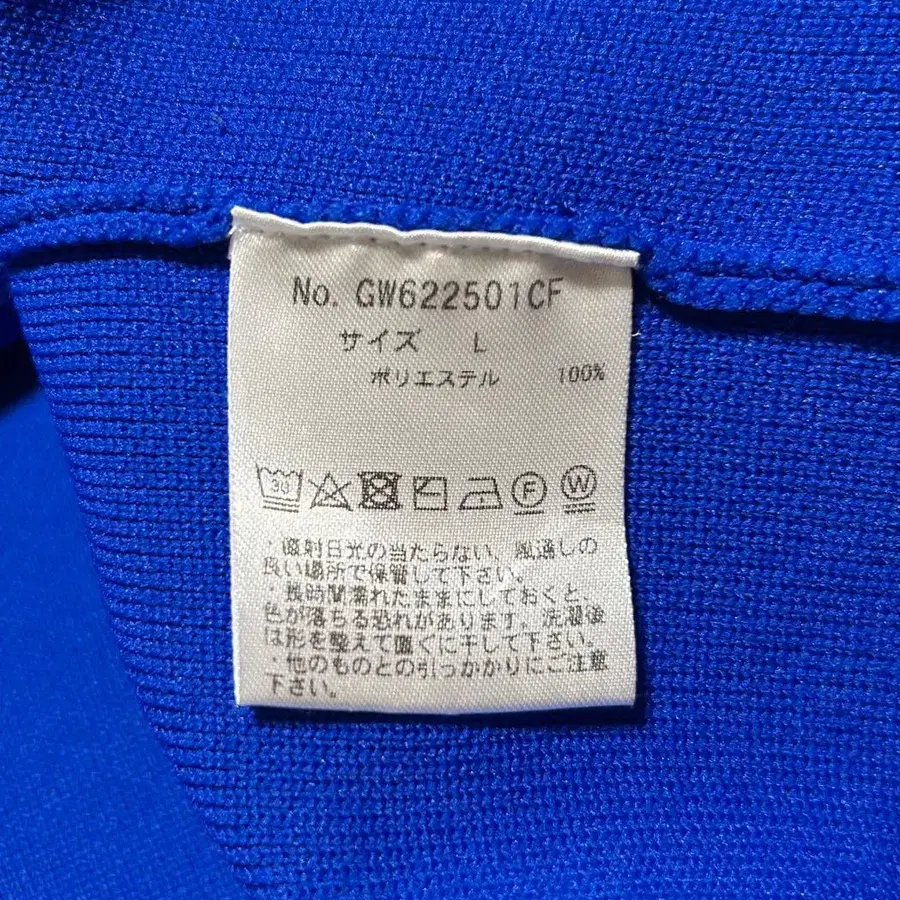 No. GW622501CF
サイズ L
ポリエステル 100%
30
F
W
・直射日光の当たらない、風通しの
良い場所で保管して下さい。
・長時間濡れたままにしておくと、
色が落ちる恐れがあります。洗濯後
は形を整えて直ぐに干して下さい。
・他のものとの引っかかりにご注意
下さい。